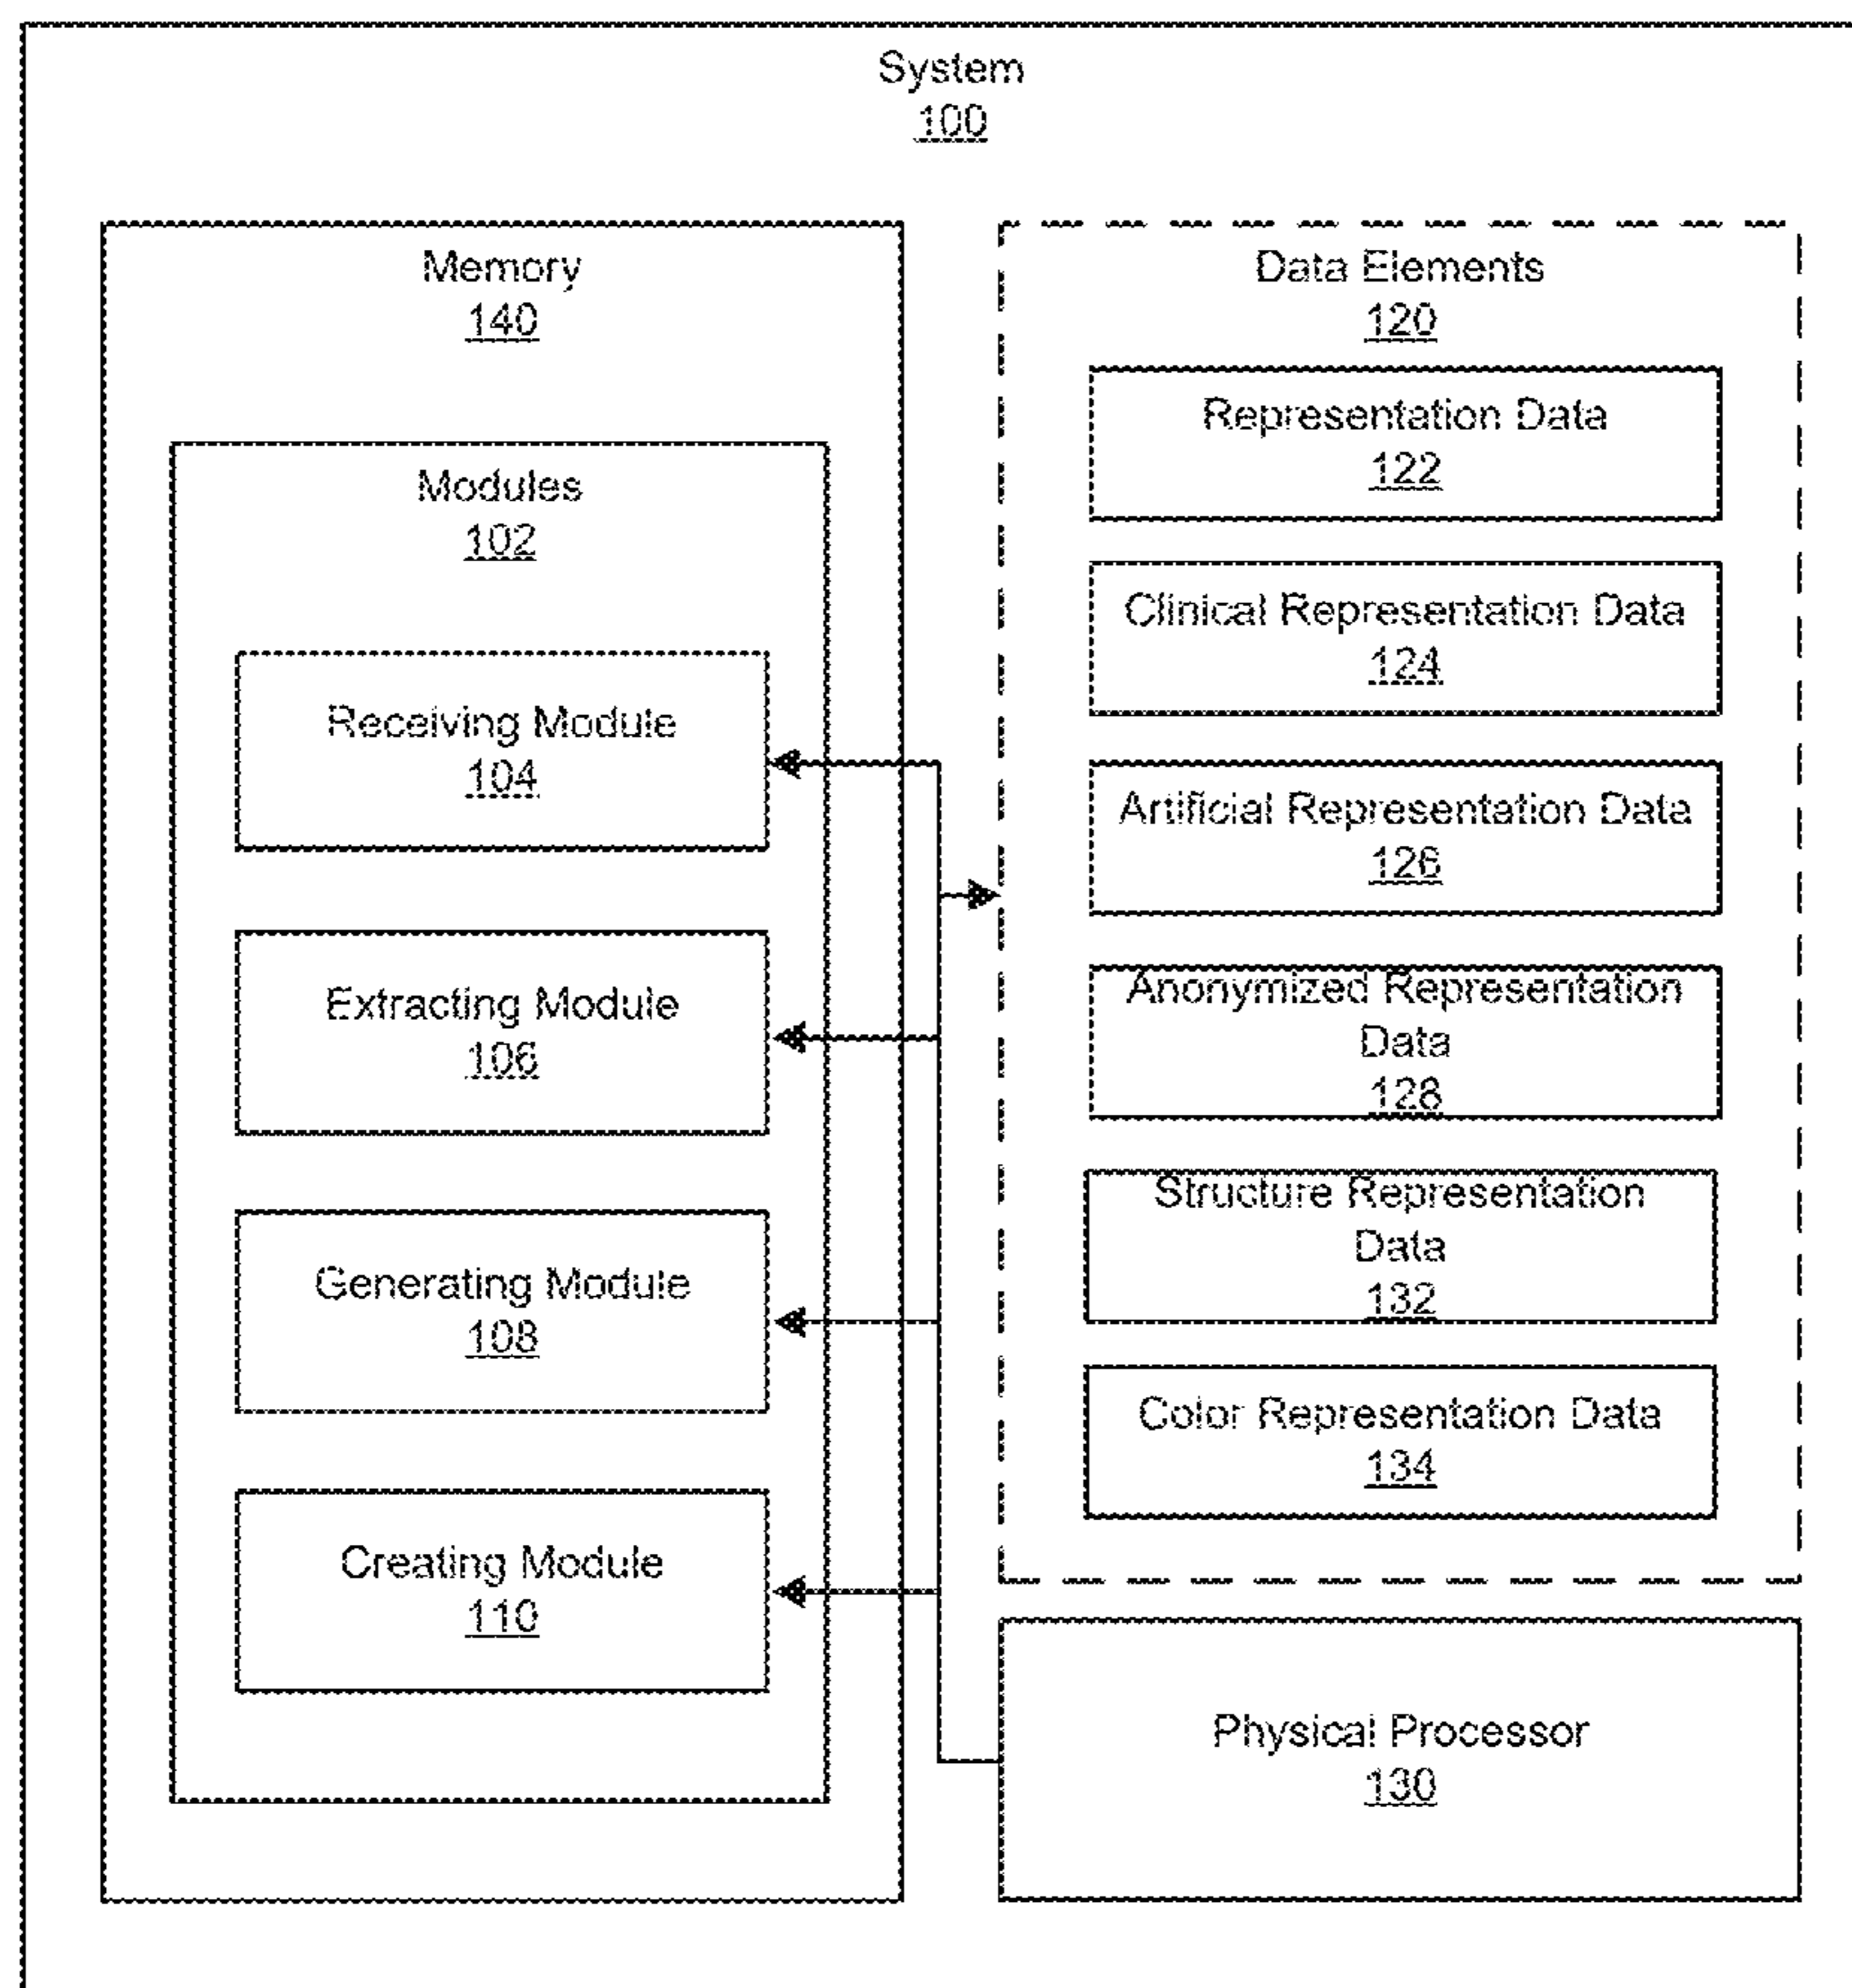 System
100
Memory
140
Modules
102
Receiving Module
104
Extracting Module
106
Generating Module
108
Creating Module
110
Data Elements
120
Representation Data
122
Clinical Representation Data
124
Artificial Representation Data
126
Anonymized Representation
Data
128
Structure Representation
Data
132
Color Representation Data
134
Physical Processor
130